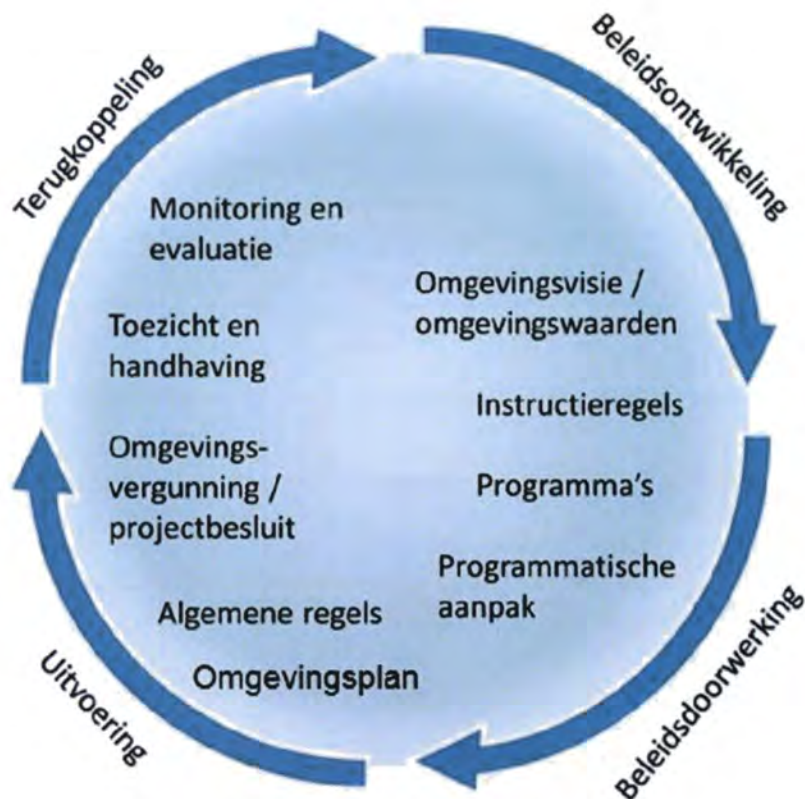 Terugkoppeling
Beleidsontwikkeling
Monitoring en
evaluatie
Omgevingsvisie /
omgevingswaarden
Toezicht en
handhaving
Instructieregels
Omgevings-
vergunning /
projectbesluit
Programma's
Programmatische
aanpak
Algemene regels
Omgevingsplan
Uitvoering
Beleidsdoorwerking